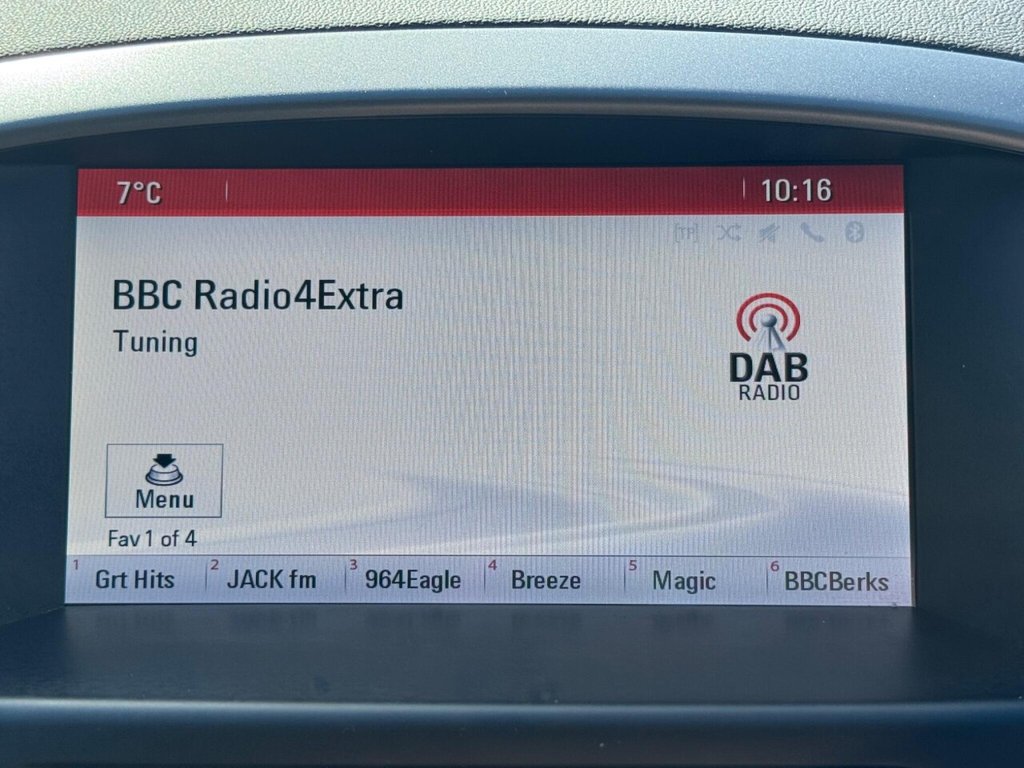 7°C 10:16
[TP]
BBC Radio4Extra
Tuning
DAB
RADIO
Menu
Fav 1 of 4
1 Grt Hits 2 JACK fm 3 964Eagle 4 Breeze 5 Magic 6 BBCBerks